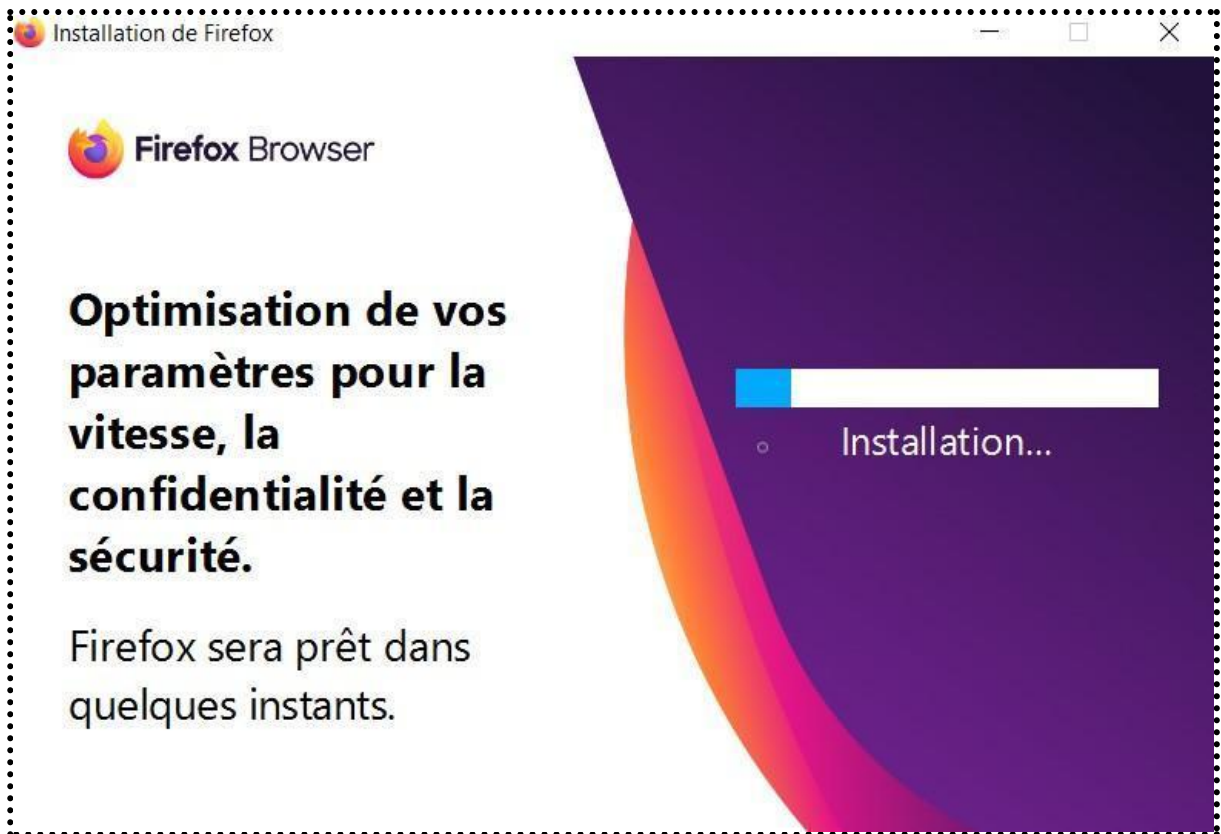 Installation de Firefox
Firefox Browser
Optimisation de vos
paramètres pour la
vitesse, la
confidentialité et la
sécurité.
Firefox sera prêt dans
quelques instants.
Installation...